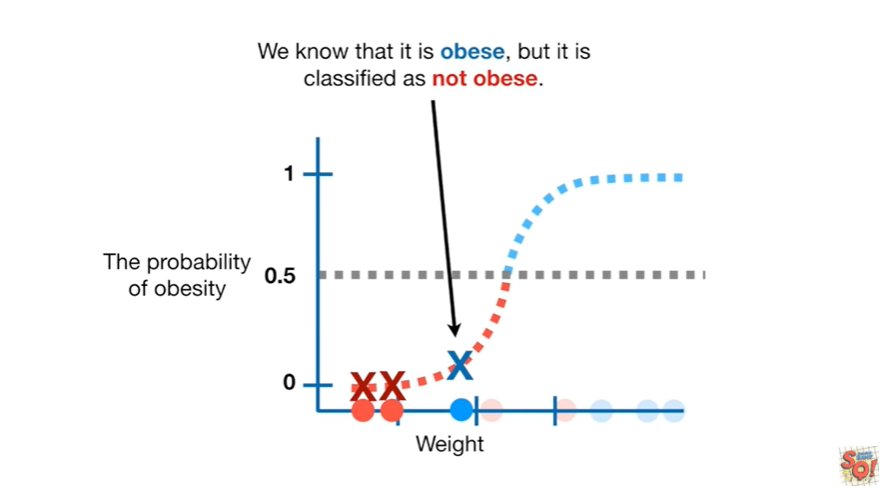 We know that it is obese, but it is
classified as not obese.
1
The probability
of obesity
0.5
X X
X
0
Weight
SQ!